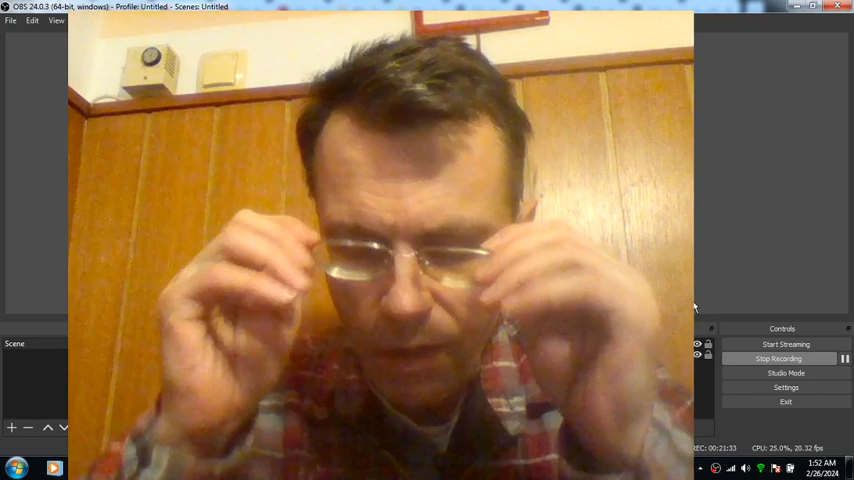 OBS 24.0.3 (64-bit, windows) - Profile: Untitled - Scenes: Untitled
File Edit View
Controls
Scene
Start Streaming
Stop Recording
Studio Mode
Settings
Exit
REC: 00:21:33 CPU: 25.0%, 20.32 fps
1:52 AM
2/26/2024